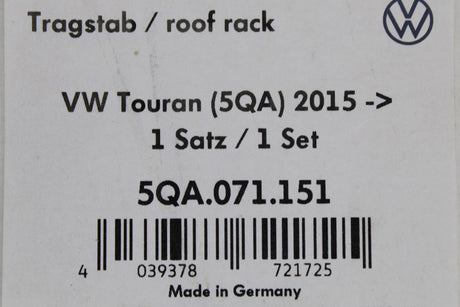 Tragstab / roof rack
VW Touran (5QA) 2015 ->
1 Satz / 1 Set
5QA.071.151
4 039378 721725
Made in Germany